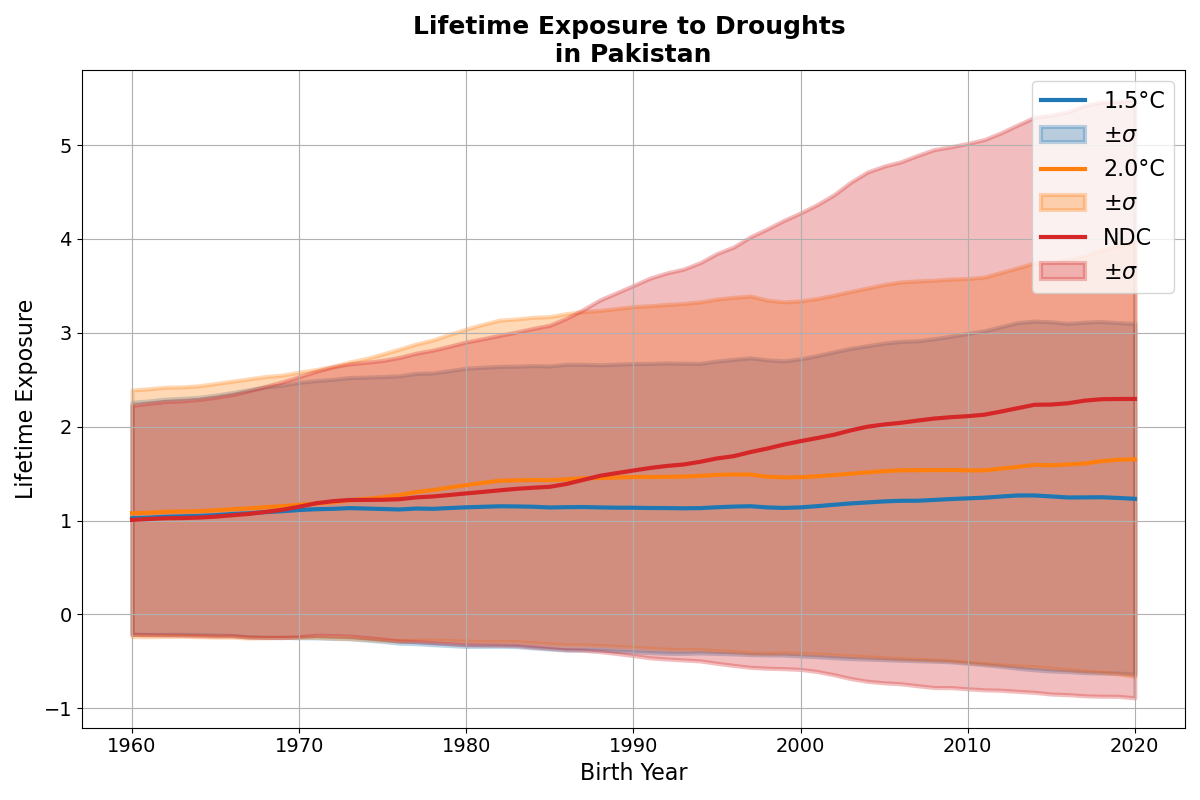 Lifetime Exposure to Droughts
in Pakistan
Lifetime Exposure
5
4
3
2
1
0
−1
1960 1970 1980 1990 2000 2010 2020
Birth Year
1.5°C
±σ
2.0°C
±σ
NDC
±σ